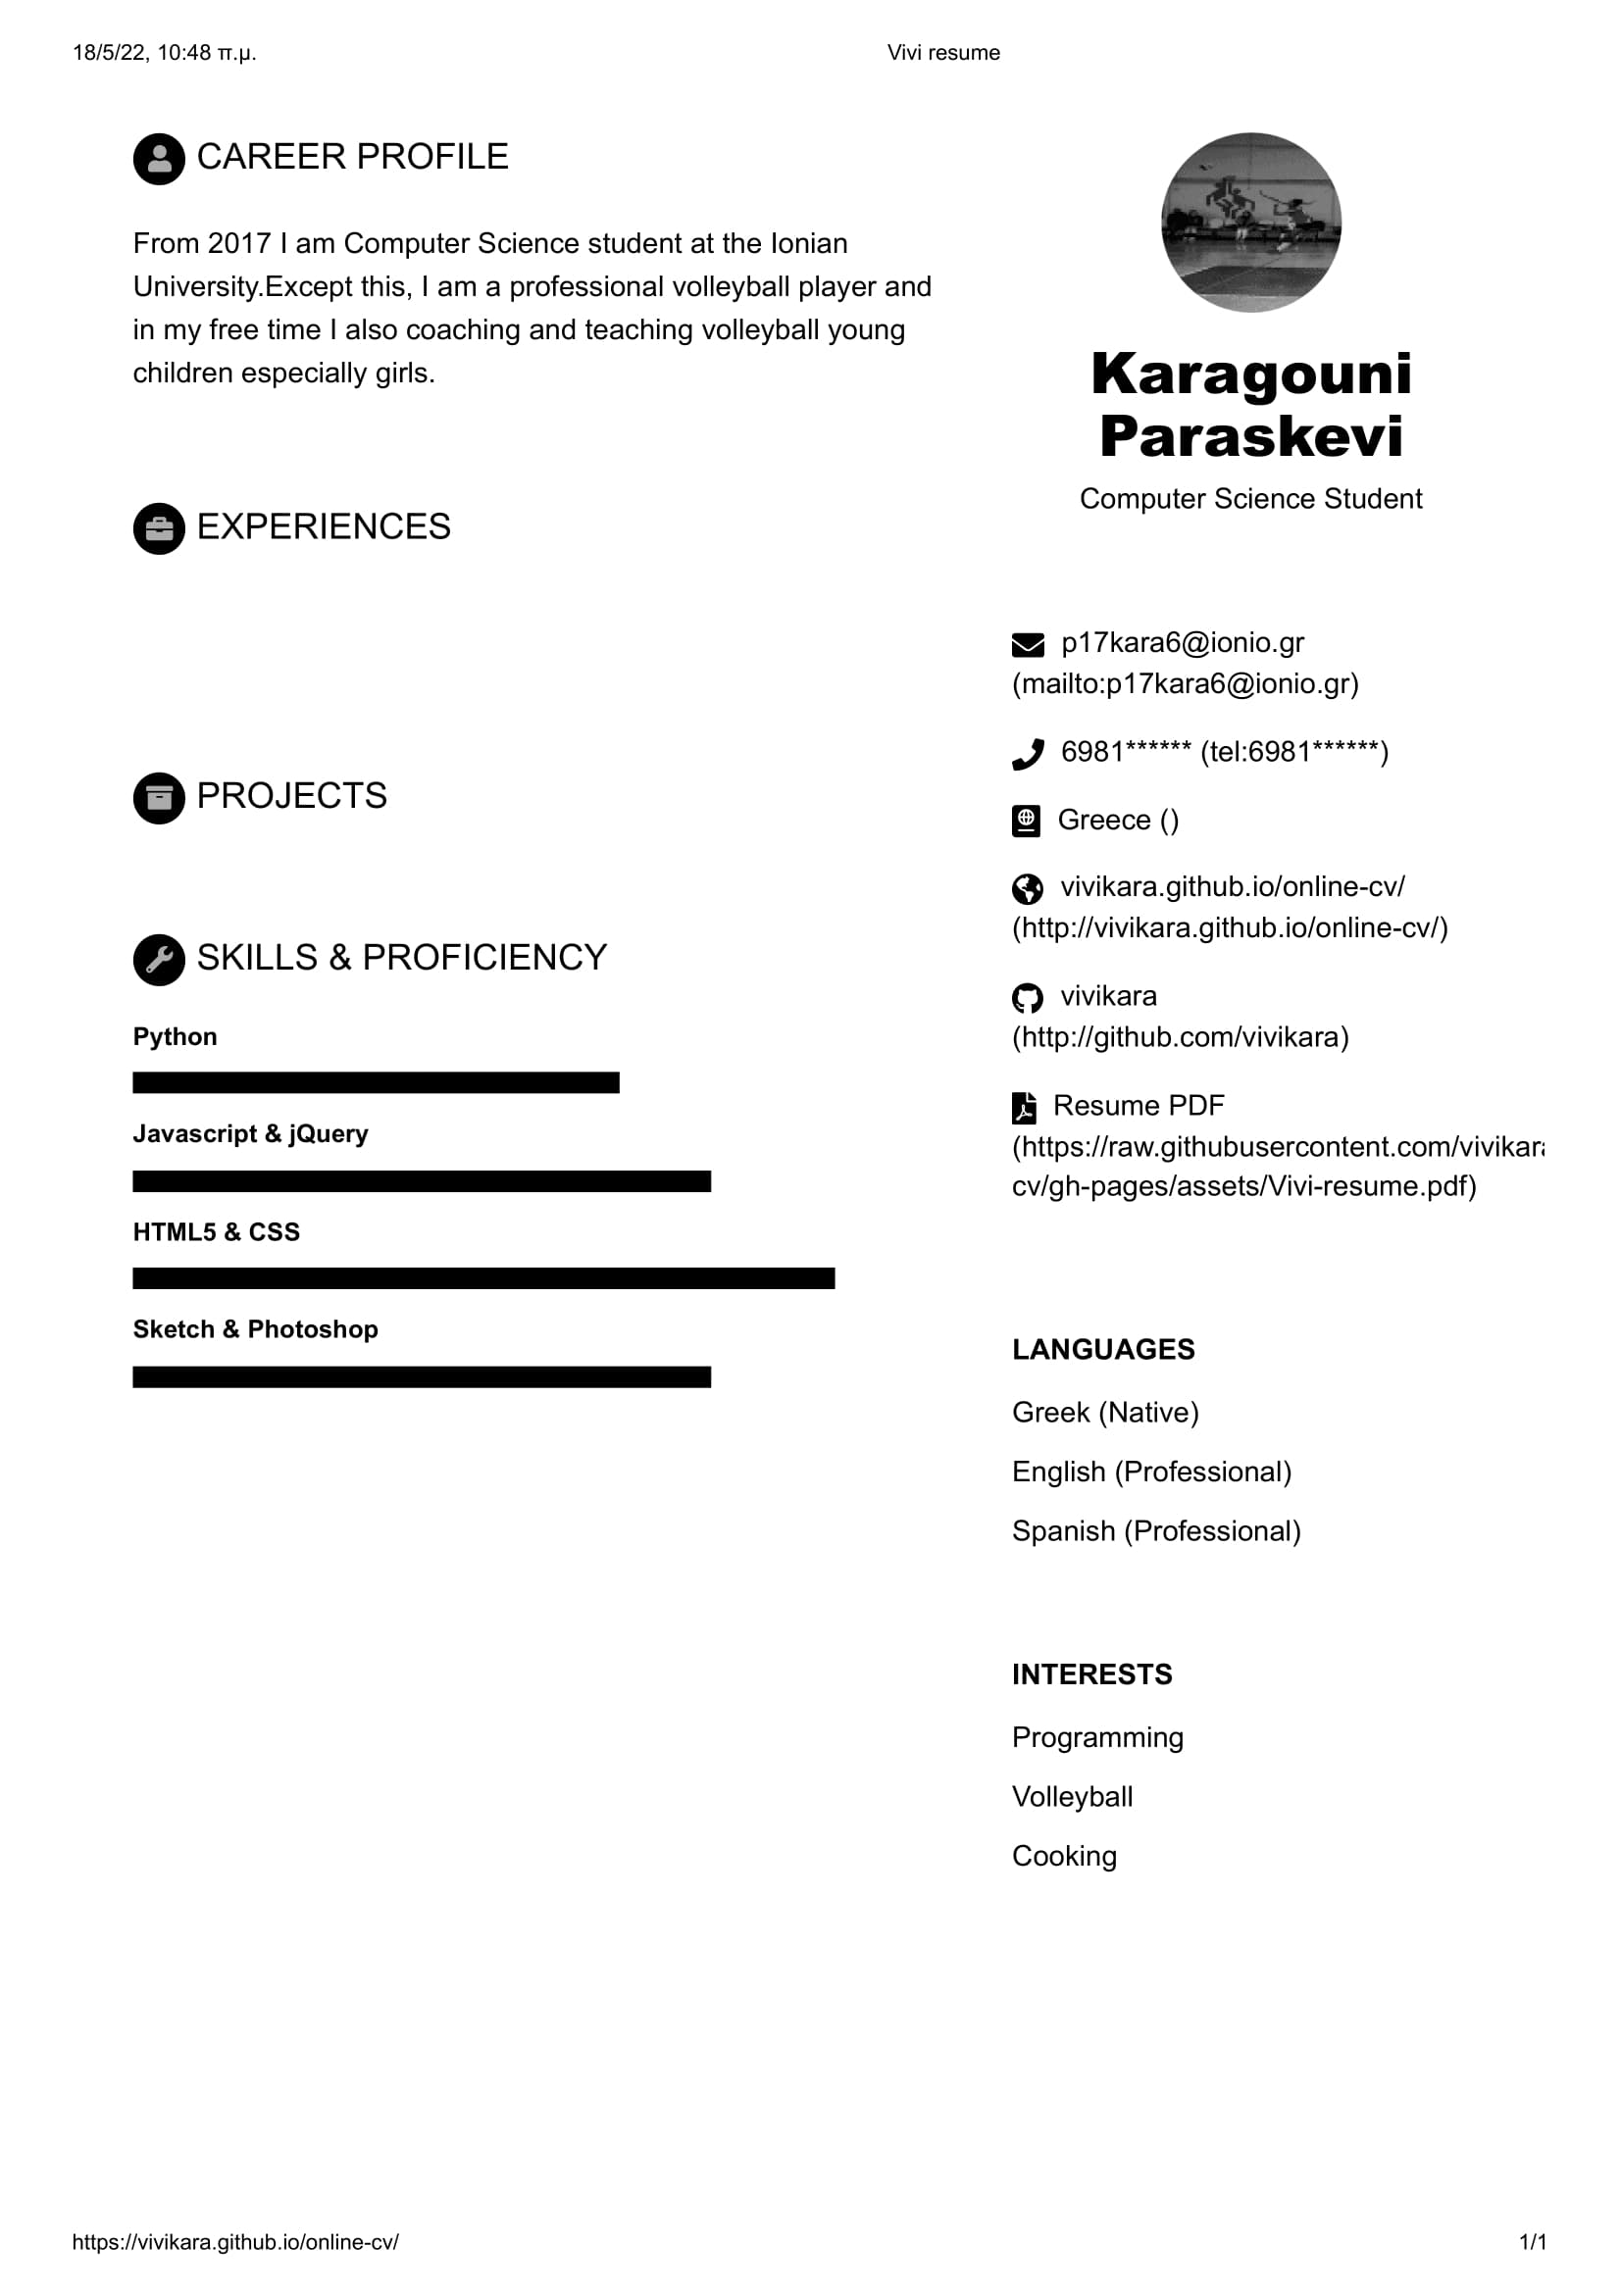 18/5/22, 10:48 π.μ.
Vivi resume
CAREER PROFILE
From 2017 I am Computer Science student at the Ionian
University.Except this, I am a professional volleyball player and
in my free time I also coaching and teaching volleyball young
children especially girls.
EXPERIENCES
PROJECTS
SKILLS & PROFICIENCY
Python
Javascript & jQuery
HTML5 & CSS
Sketch & Photoshop
Karagouni
Paraskevi
Computer Science Student
p17kara6@ionio.gr
(mailto:p17kara6@ionio.gr)
6981****** (tel:6981******)
Greece ()
vivikara.github.io/online-cv/
(http://vivikara.github.io/online-cv/)
vivikara
(http://github.com/vivikara)
Resume PDF
(https://raw.githubusercontent.com/vivikara
cv/gh-pages/assets/Vivi-resume.pdf)
LANGUAGES
Greek (Native)
English (Professional)
Spanish (Professional)
INTERESTS
Programming
Volleyball
Cooking
https://vivikara.github.io/online-cv/
1/1